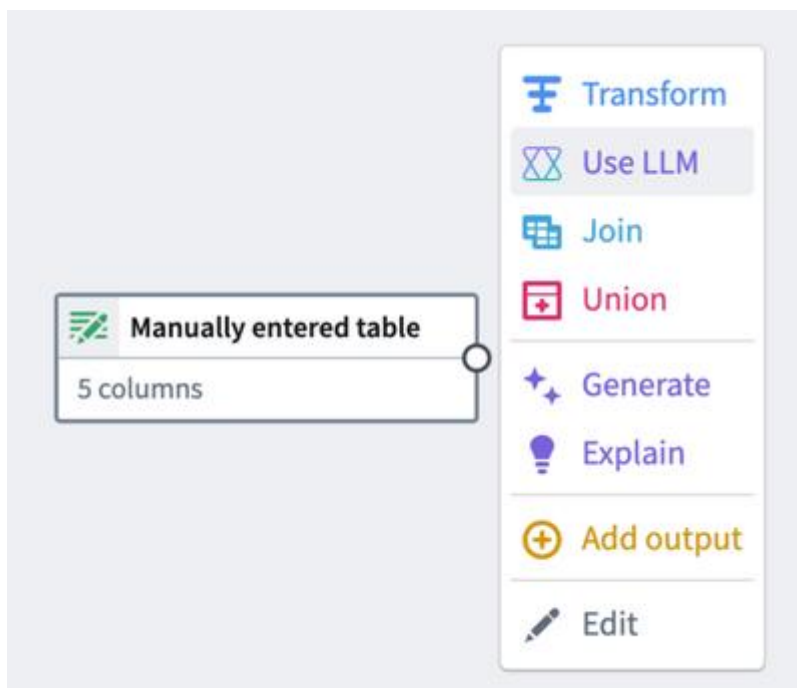 Manually entered table
5 columns
Transform
Use LLM
Join
Union
Generate
Explain
Add output
Edit